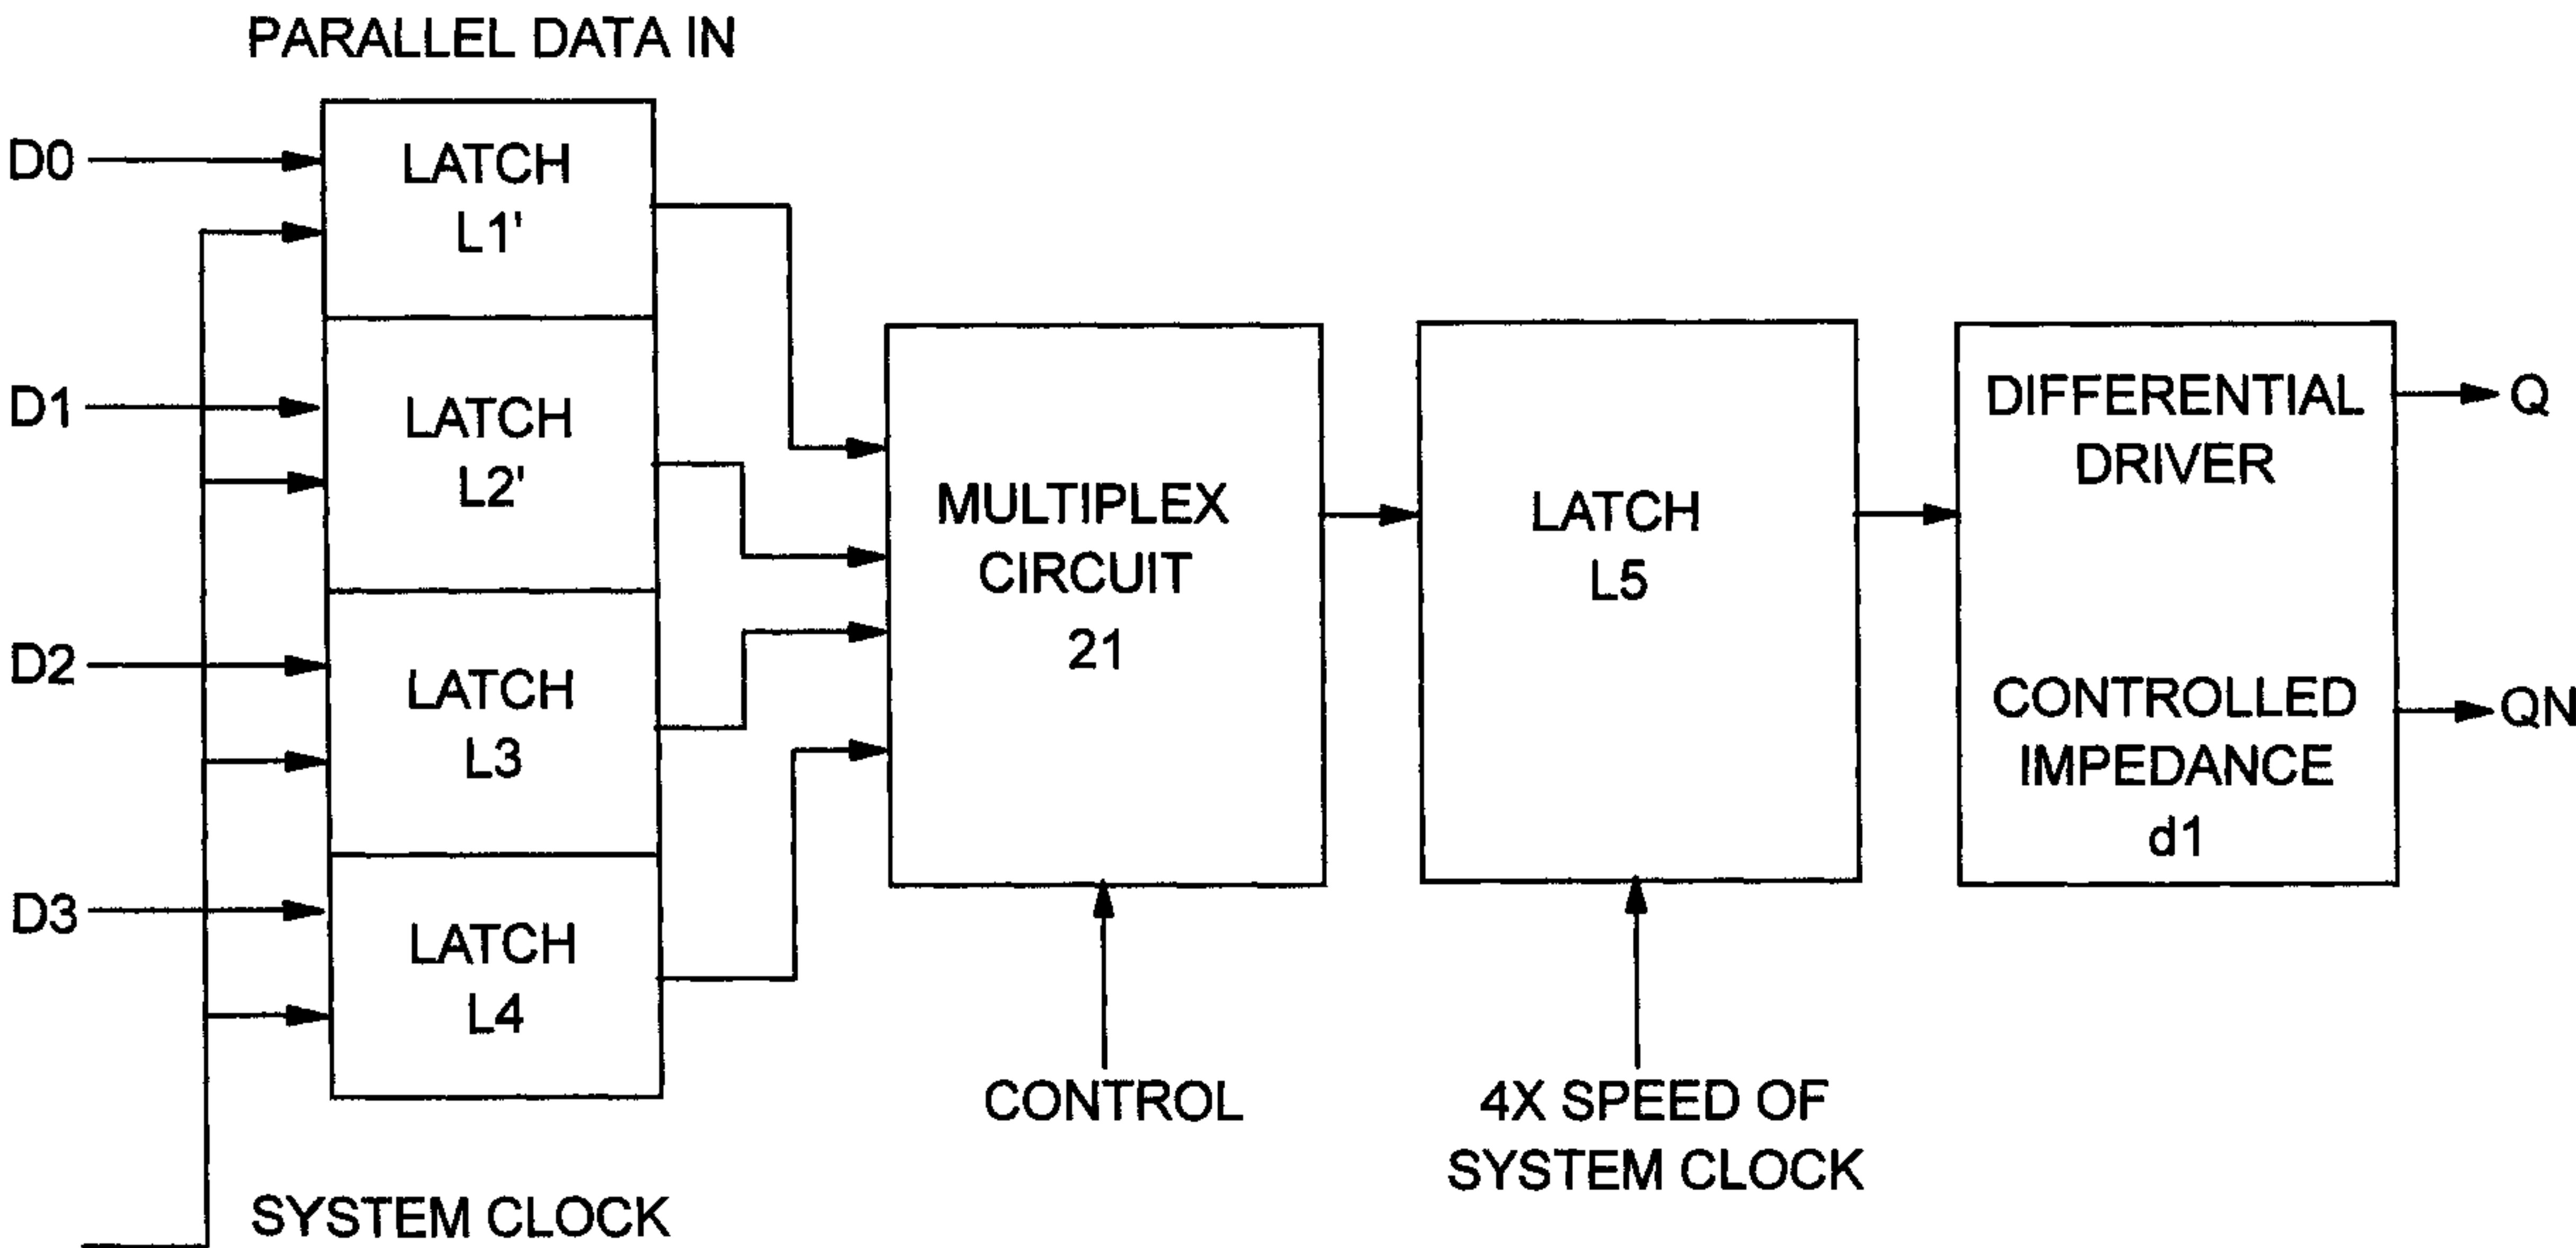 PARALLEL DATA IN
D0
LATCH
L1'
D1
LATCH
L2'
D2
LATCH
L3
D3
LATCH
L4
SYSTEM CLOCK
MULTIPLEX
CIRCUIT
21
CONTROL
LATCH
L5
4X SPEED OF
SYSTEM CLOCK
DIFFERENTIAL
DRIVER
CONTROLLED
IMPEDANCE
d1
Q
QN